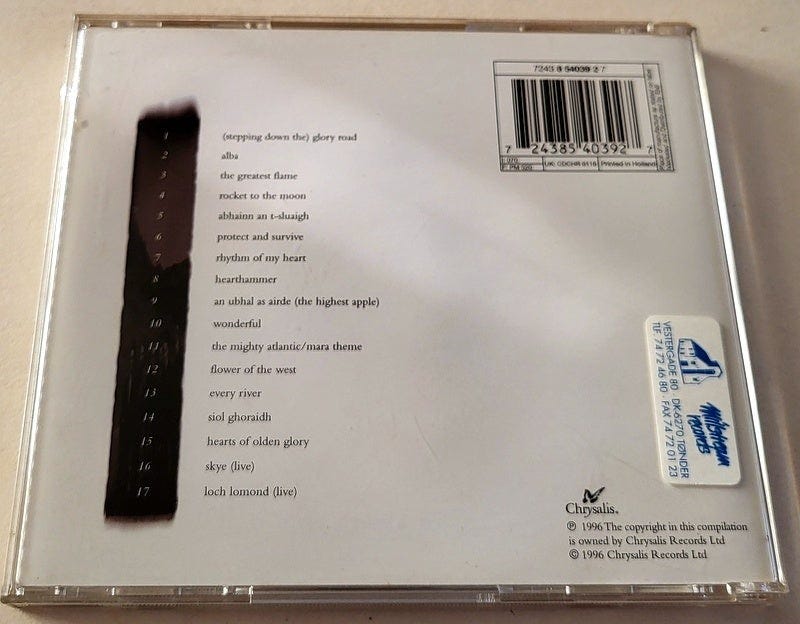 1 (stepping down the) glory road
2 alba
3 the greatest flame
4 rocket to the moon
5 abhainn an t-sluaigh
6 protect and survive
7 rhythm of my heart
8 hearthammer
9 an ubhal as airde (the highest apple)
10 wonderful
11 the mighty atlantic/mara theme
12 flower of the west
13 every river
14 siol ghoraidh
15 hearts of olden glory
16 skye (live)
17 loch lomond (live)
7243 8 54039 2 7
7 24385 40392 7
UK: CDCHR 6116 Printed in Holland
VESTERGADE 80 · DK-6270 TØNDER
TLF. 74 72 46 80 · FAX 74 72 01 23
records
Chrysalis.
℗ 1996 The copyright in this compilation
is owned by Chrysalis Records Ltd
© 1996 Chrysalis Records Ltd